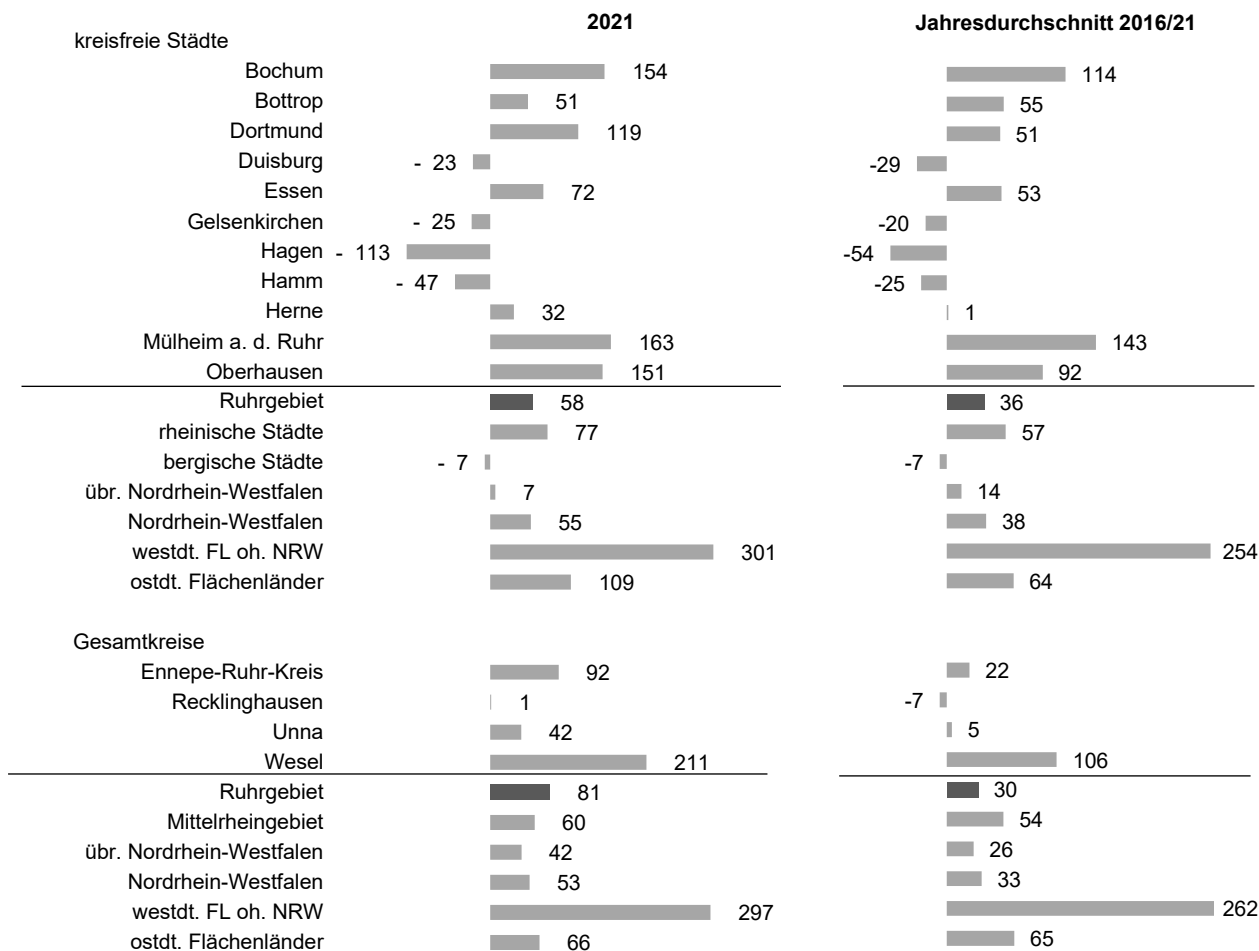 2021 Jahresdurchschnitt 2016/21
kreisfreie Städte
Bochum 154 114
Bottrop 51 55
Dortmund 119 51
Duisburg - 23 -29
Essen 72 53
Gelsenkirchen - 25 -20
Hagen - 113 -54
Hamm - 47 -25
Herne 32 1
Mülheim a. d. Ruhr 163 143
Oberhausen 151 92
Ruhrgebiet 58 36
rheinische Städte 77 57
bergische Städte - 7 -7
übr. Nordrhein-Westfalen 7 14
Nordrhein-Westfalen 55 38
westdt. FL oh. NRW 301 254
ostdt. Flächenländer 109 64
Gesamtkreise
Ennepe-Ruhr-Kreis 92 22
Recklinghausen 1 -7
Unna 42 5
Wesel 211 106
Ruhrgebiet 81 30
Mittelrheingebiet 60 54
übr. Nordrhein-Westfalen 42 26
Nordrhein-Westfalen 53 33
westdt. FL oh. NRW 297 262
ostdt. Flächenländer 66 65